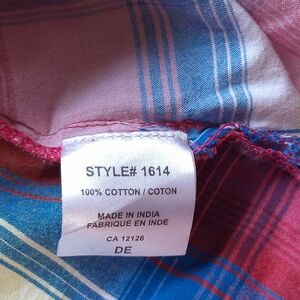 STYLE# 1614
100% COTTON / COTON
MADE IN INDIA
FABRIQUE EN INDE
CA 12126
DE